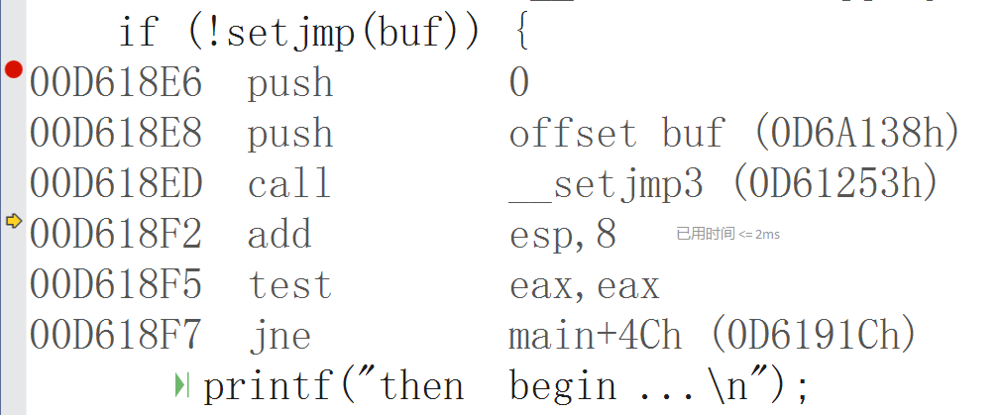 if (!setjmp(buf)) {
00D618E6 push 0
00D618E8 push offset buf (0D6A138h)
00D618ED call __setjmp3 (0D61253h)
00D618F2 add esp,8 已用时间 <= 2ms
00D618F5 test eax,eax
00D618F7 jne main+4Ch (0D6191Ch)
printf("then begin ...\n");